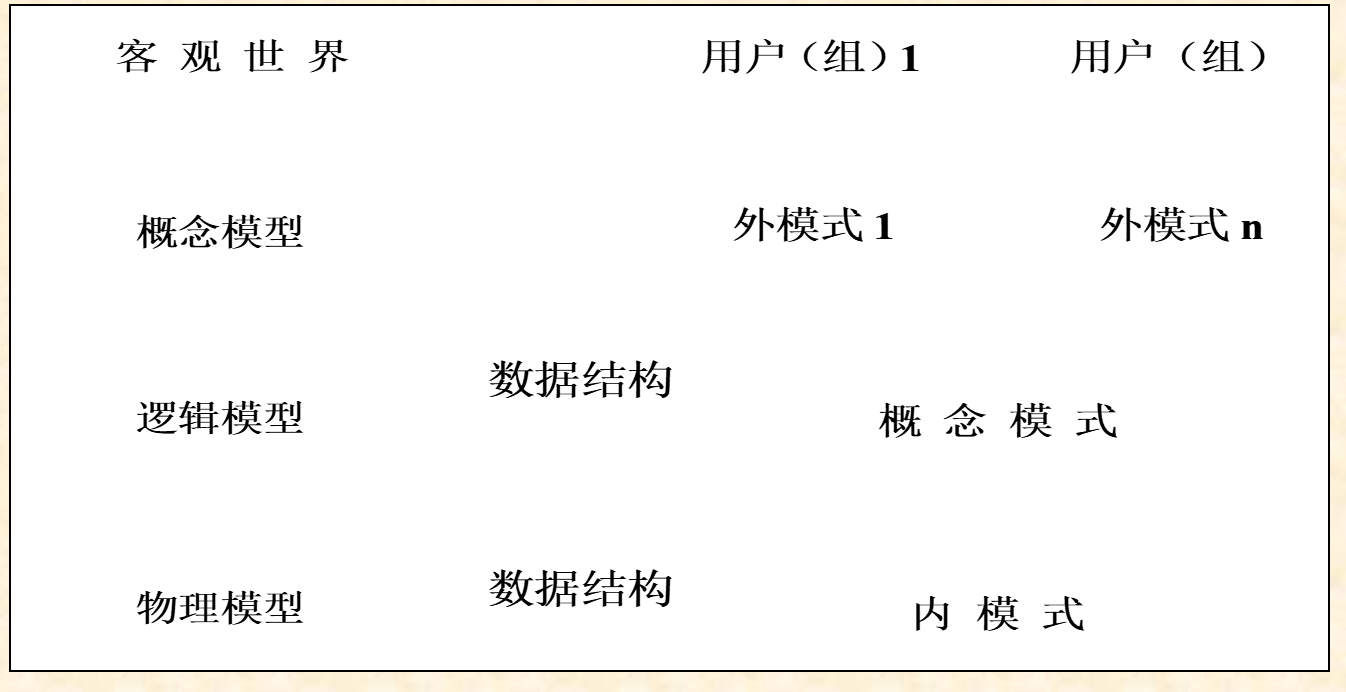 客 观 世 界 用户（组）1 用户（组）
概念模型 外模式 1 外模式 n
数据结构
逻辑模型 概 念 模 式
数据结构
物理模型 内 模 式